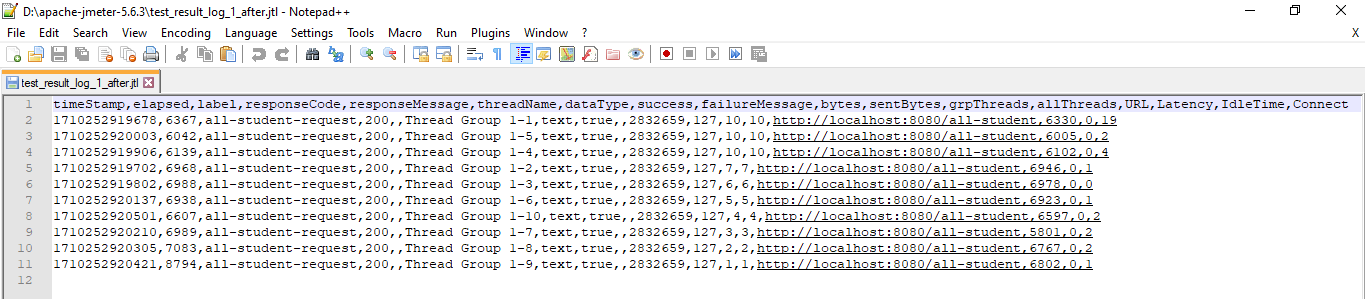 D:\apache-jmeter-5.6.3\test_result_log_1_after.jtl - Notepad++
File Edit Search View Encoding Language Settings Tools Macro Run Plugins Window ? X
test_result_log_1_after.jtl
1 timeStamp,elapsed,label,responseCode,responseMessage,threadName,dataType,success,failureMessage,bytes,sentBytes,grpThreads,allThreads,URL,Latency,IdleTime,Connect
2 1710252919678,6367,all-student-request,200,,Thread Group 1-1,text,true,,2832659,127,10,10,http://localhost:8080/all-student,6330,0,19
3 1710252920003,6042,all-student-request,200,,Thread Group 1-5,text,true,,2832659,127,10,10,http://localhost:8080/all-student,6005,0,2
4 1710252919906,6139,all-student-request,200,,Thread Group 1-4,text,true,,2832659,127,10,10,http://localhost:8080/all-student,6102,0,4
5 1710252919702,6968,all-student-request,200,,Thread Group 1-2,text,true,,2832659,127,7,7,http://localhost:8080/all-student,6946,0,1
6 1710252919802,6988,all-student-request,200,,Thread Group 1-3,text,true,,2832659,127,6,6,http://localhost:8080/all-student,6978,0,0
7 1710252920137,6938,all-student-request,200,,Thread Group 1-6,text,true,,2832659,127,5,5,http://localhost:8080/all-student,6923,0,1
8 1710252920501,6607,all-student-request,200,,Thread Group 1-10,text,true,,2832659,127,4,4,http://localhost:8080/all-student,6597,0,2
9 1710252920210,6989,all-student-request,200,,Thread Group 1-7,text,true,,2832659,127,3,3,http://localhost:8080/all-student,5801,0,2
10 1710252920305,7083,all-student-request,200,,Thread Group 1-8,text,true,,2832659,127,2,2,http://localhost:8080/all-student,6767,0,2
11 1710252920421,8794,all-student-request,200,,Thread Group 1-9,text,true,,2832659,127,1,1,http://localhost:8080/all-student,6802,0,1
12